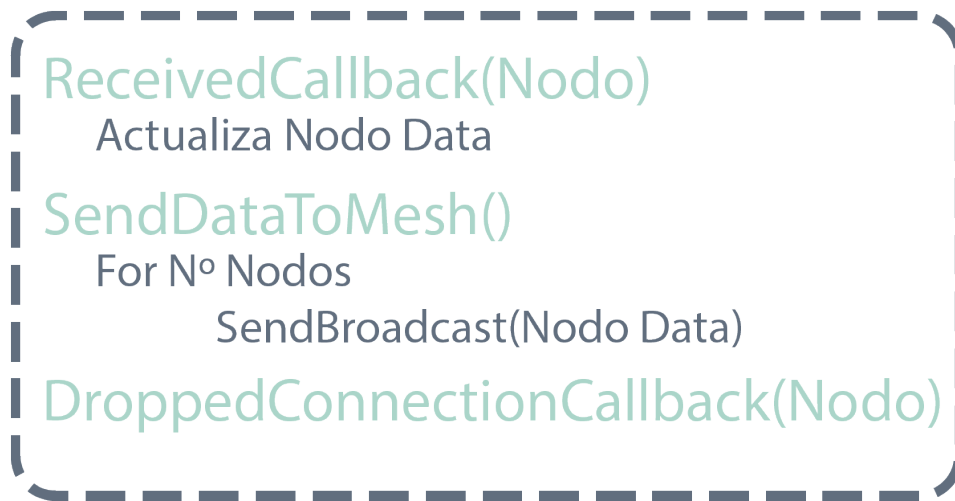 ReceivedCallback(Nodo)
Actualiza Nodo Data
SendDataToMesh()
For Nº Nodos
SendBroadcast(Nodo Data)
DroppedConnectionCallback(Nodo)